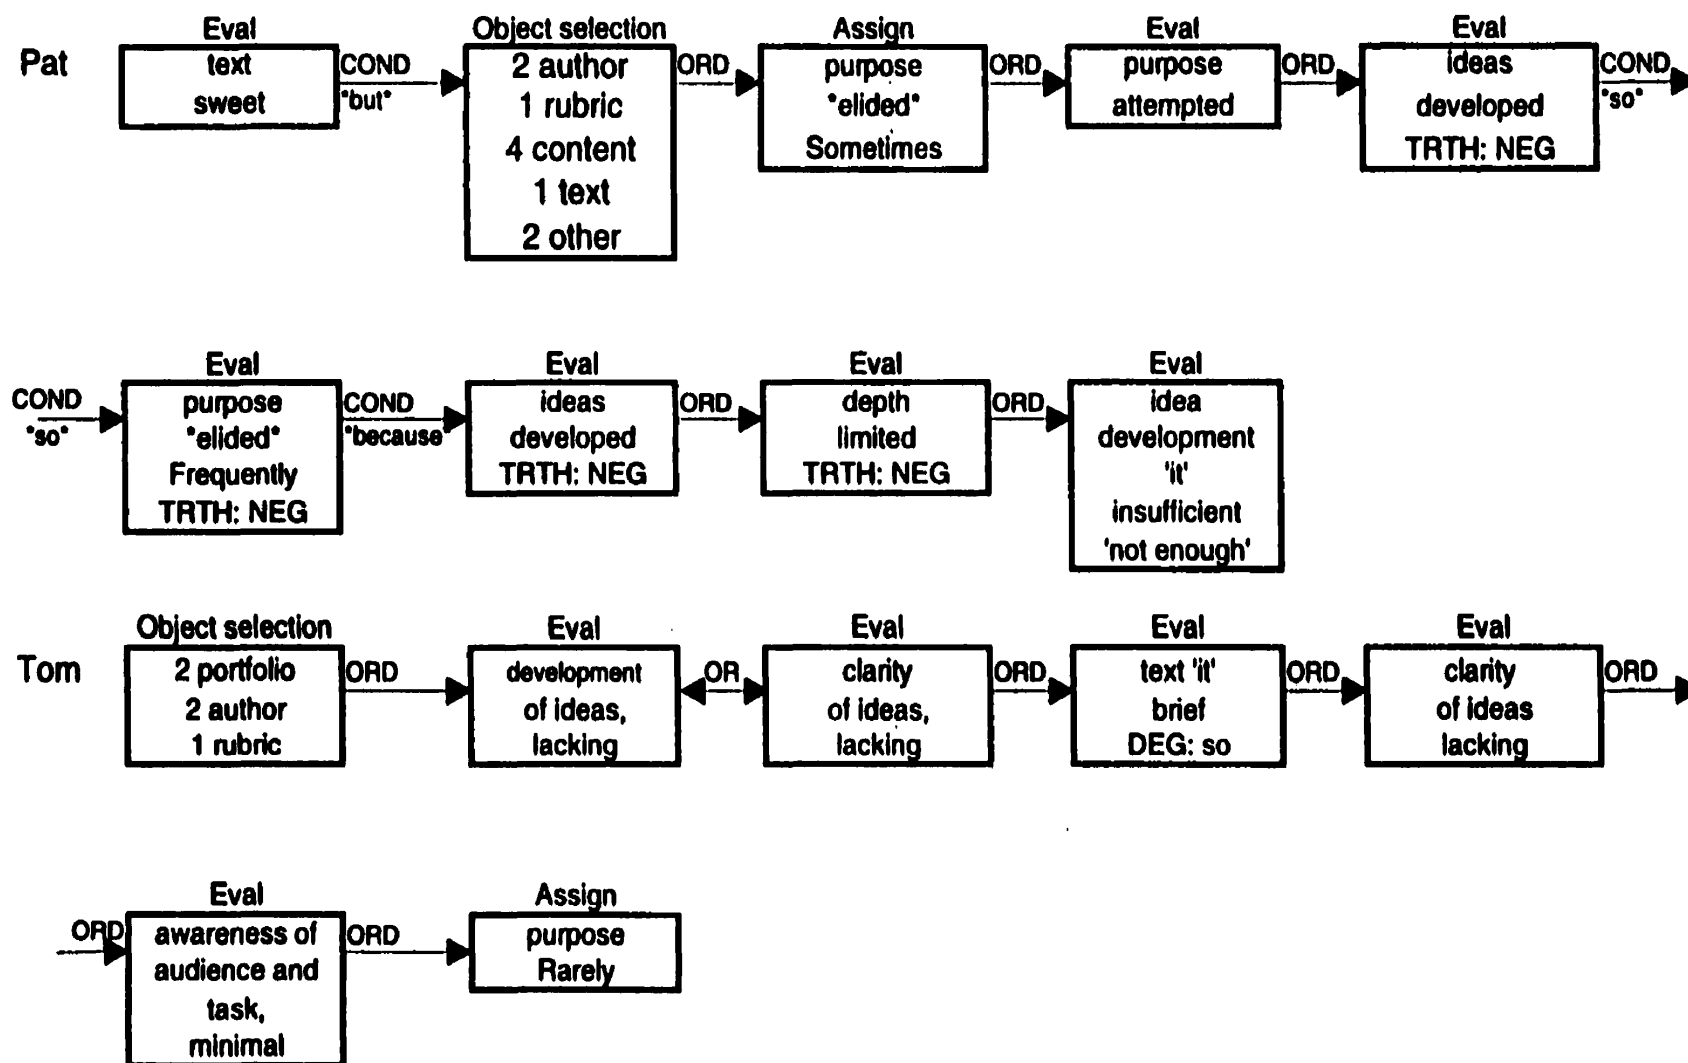 Pat
Eval
text
sweet
COND
"but"
Object selection
2 author
1 rubric
4 content
1 text
2 other
ORD
Assign
purpose
"elided"
Sometimes
ORD
Eval
purpose
attempted
ORD
Eval
ideas
developed
TRTH: NEG
COND
"so"
COND
"so"
Eval
purpose
"elided"
Frequently
TRTH: NEG
COND
"because"
Eval
ideas
developed
TRTH: NEG
ORD
Eval
depth
limited
TRTH: NEG
ORD
Eval
idea
development
'it'
insufficient
'not enough'
Tom
Object selection
2 portfolio
2 author
1 rubric
ORD
Eval
development
of ideas,
lacking
OR
Eval
clarity
of ideas,
lacking
ORD
Eval
text 'it'
brief
DEG: so
ORD
Eval
clarity
of ideas
lacking
ORD
ORD
Eval
awareness of
audience and
task,
minimal
ORD
Assign
purpose
Rarely